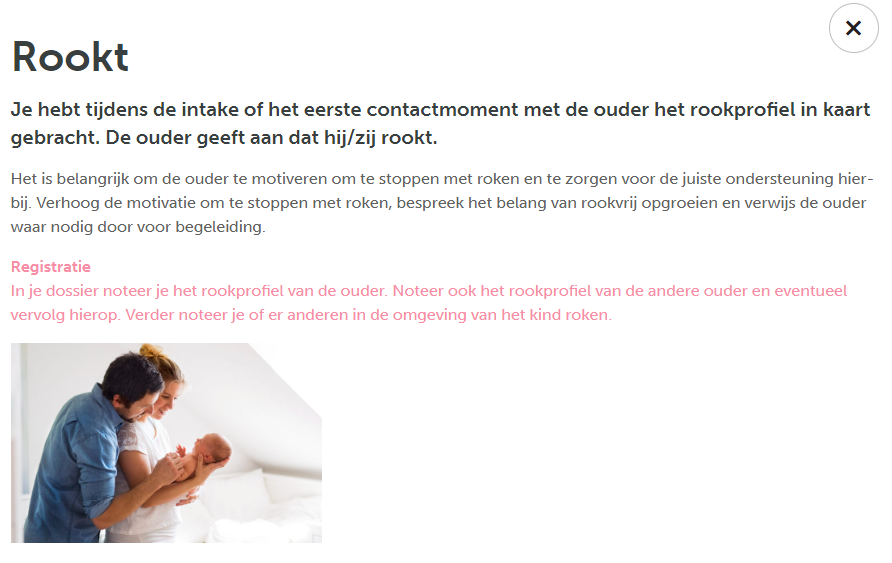 Rookt
Je hebt tijdens de intake of het eerste contactmoment met de ouder het rookprofiel in kaart
gebracht. De ouder geeft aan dat hij/zij rookt.
Het is belangrijk om de ouder te motiveren om te stoppen met roken en te zorgen voor de juiste ondersteuning hier-
bij. Verhoog de motivatie om te stoppen met roken, bespreek het belang van rookvrij opgroeien en verwijs de ouder
waar nodig door voor begeleiding.
Registratie
In je dossier noteer je het rookprofiel van de ouder. Noteer ook het rookprofiel van de andere ouder en eventueel
vervolg hierop. Verder noteer je of er anderen in de omgeving van het kind roken.